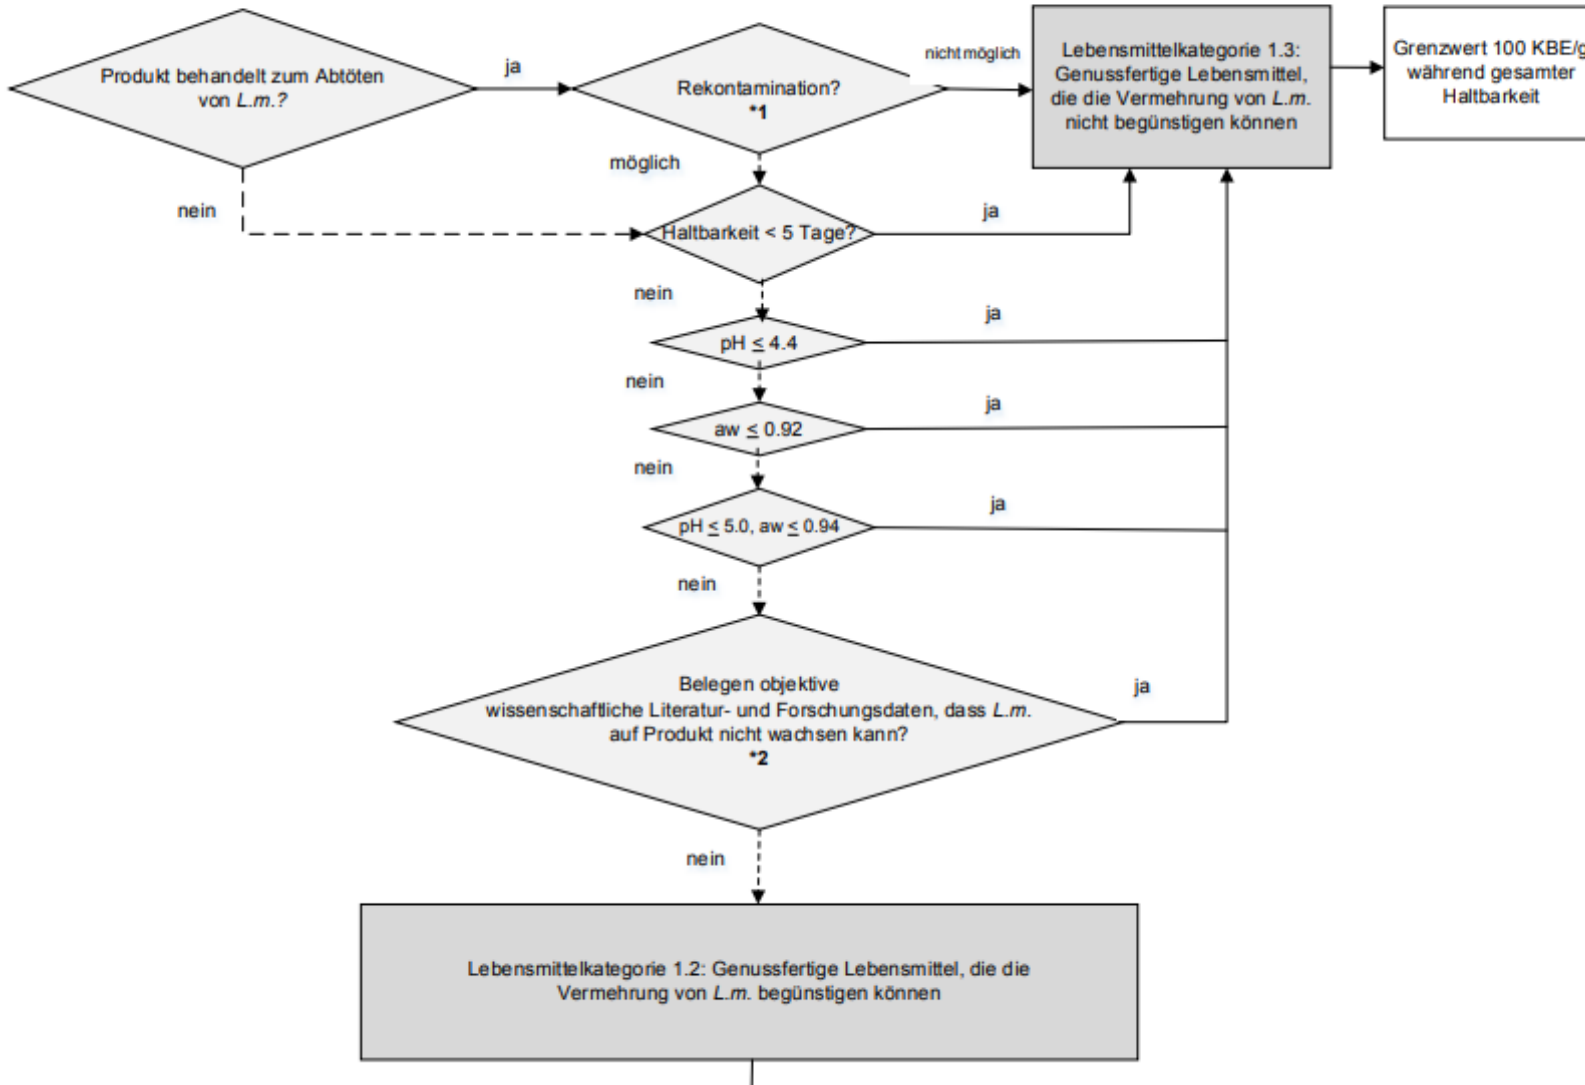 Produkt behandelt zum Abtöten
von L.m.?
ja
Rekontamination?
*1
nicht möglich
Lebensmittelkategorie 1.3:
Genussfertige Lebensmittel,
die die Vermehrung von L.m.
nicht begünstigen können
Grenzwert 100 KBE/g
während gesamter
Haltbarkeit
möglich
nein
Haltbarkeit < 5 Tage?
ja
nein
pH ≤ 4.4
ja
nein
aw ≤ 0.92
ja
nein
pH ≤ 5.0, aw ≤ 0.94
ja
nein
Belegen objektive
wissenschaftliche Literatur- und Forschungsdaten, dass L.m.
auf Produkt nicht wachsen kann?
*2
ja
nein
Lebensmittelkategorie 1.2: Genussfertige Lebensmittel, die die
Vermehrung von L.m. begünstigen können